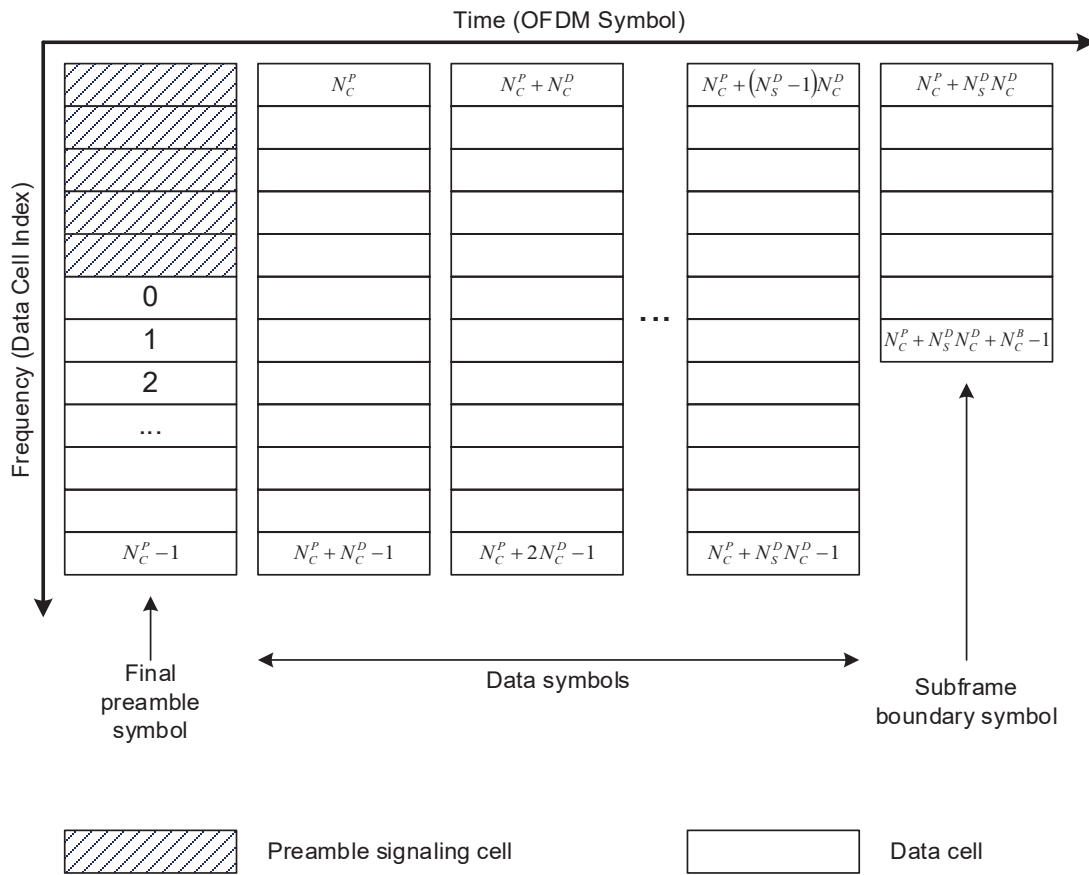 Time (OFDM Symbol)
Frequency (Data Cell Index)
N_C^P
N_C^P + N_C^D
N_C^P + (N_S^D − 1)N_C^D
N_C^P + N_S^D N_C^D
0
1
2
...
...
N_C^P + N_S^D N_C^D + N_C^B − 1
N_C^P − 1
N_C^P + N_C^D − 1
N_C^P + 2N_C^D − 1
N_C^P + N_S^D N_C^D − 1
Final
preamble
symbol
Data symbols
Subframe
boundary symbol
Preamble signaling cell
Data cell